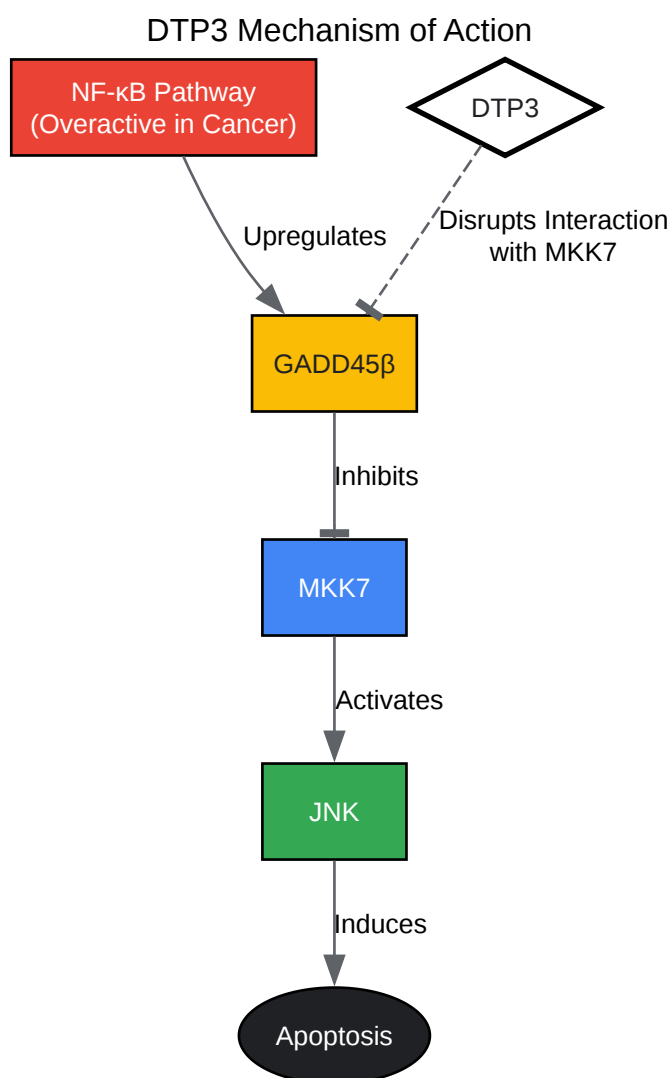 DTP3 Mechanism of Action
NF-κB Pathway
(Overactive in Cancer)
DTP3
Upregulates
Disrupts Interaction
with MKK7
GADD45β
Inhibits
MKK7
Activates
JNK
Induces
Apoptosis